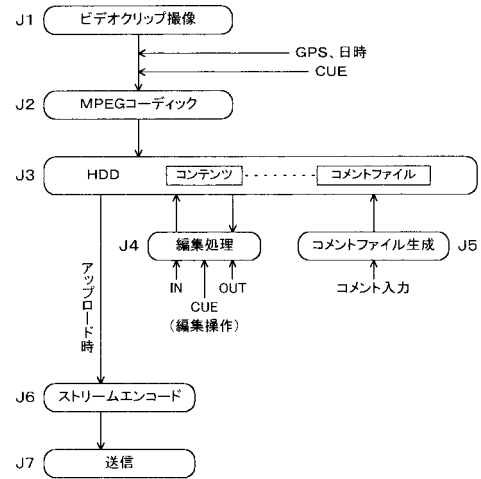 J1 ビデオクリップ撮像
GPS、日時
CUE
J2 MPEGコーディック
J3 HDD コンテンツ コメントファイル
J4 編集処理
コメントファイル生成 J5
IN OUT
CUE
(編集操作)
コメント入力
アップロード時
J6 ストリームエンコード
J7 送信